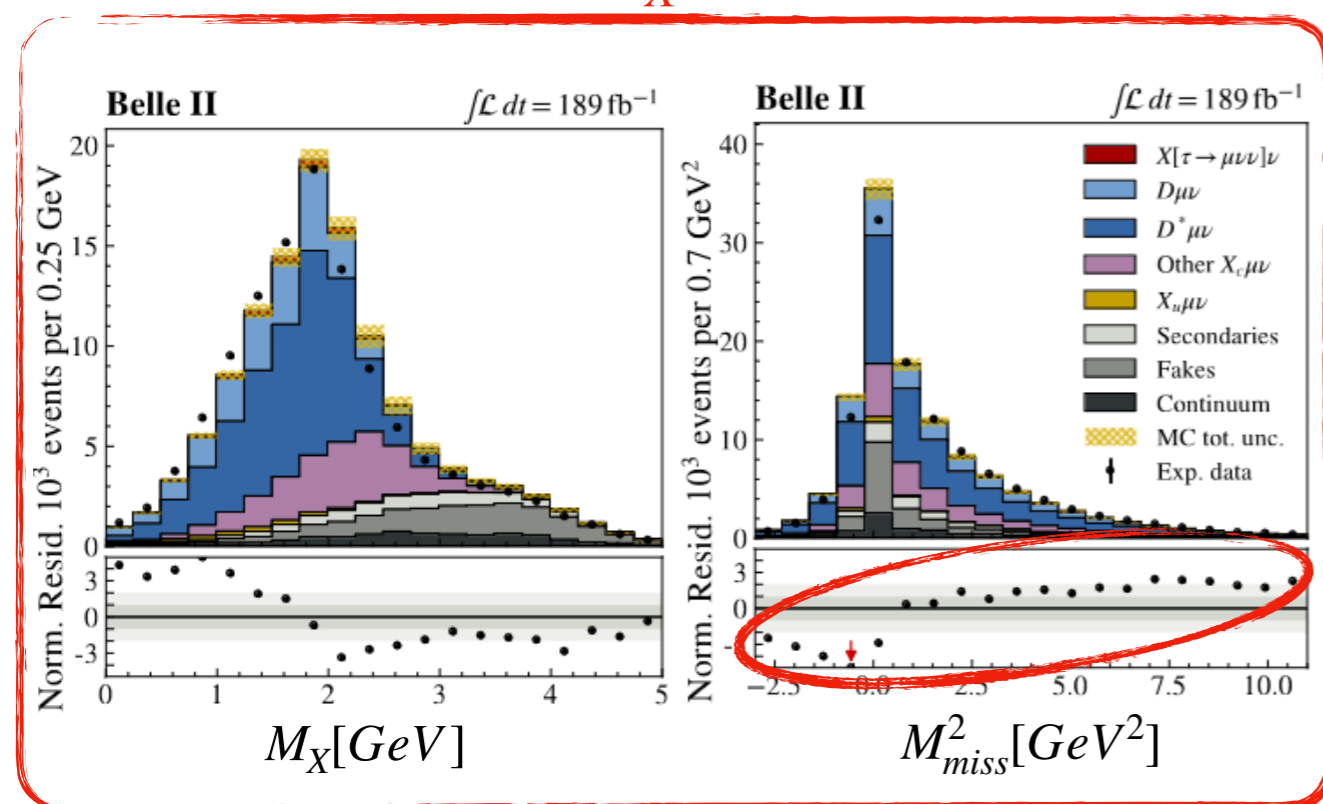 X
Belle II ∫ℒ dt = 189 fb⁻¹
10³ events per 0.25 GeV
20
15
10
5
0
Norm. Resid.
3
0
-3
0 1 2 3 4 5
M_X[GeV]
Belle II ∫ℒ dt = 189 fb⁻¹
10³ events per 0.7 GeV²
40
30
20
10
0
X[τ→μνν]ν
Dμν
D*μν
Other X_cμν
X_uμν
Secondaries
Fakes
Continuum
MC tot. unc.
Exp. data
Norm. Resid.
3
0
−2.5 0.0 2.5 5.0 7.5 10.0
M²_miss[GeV²]